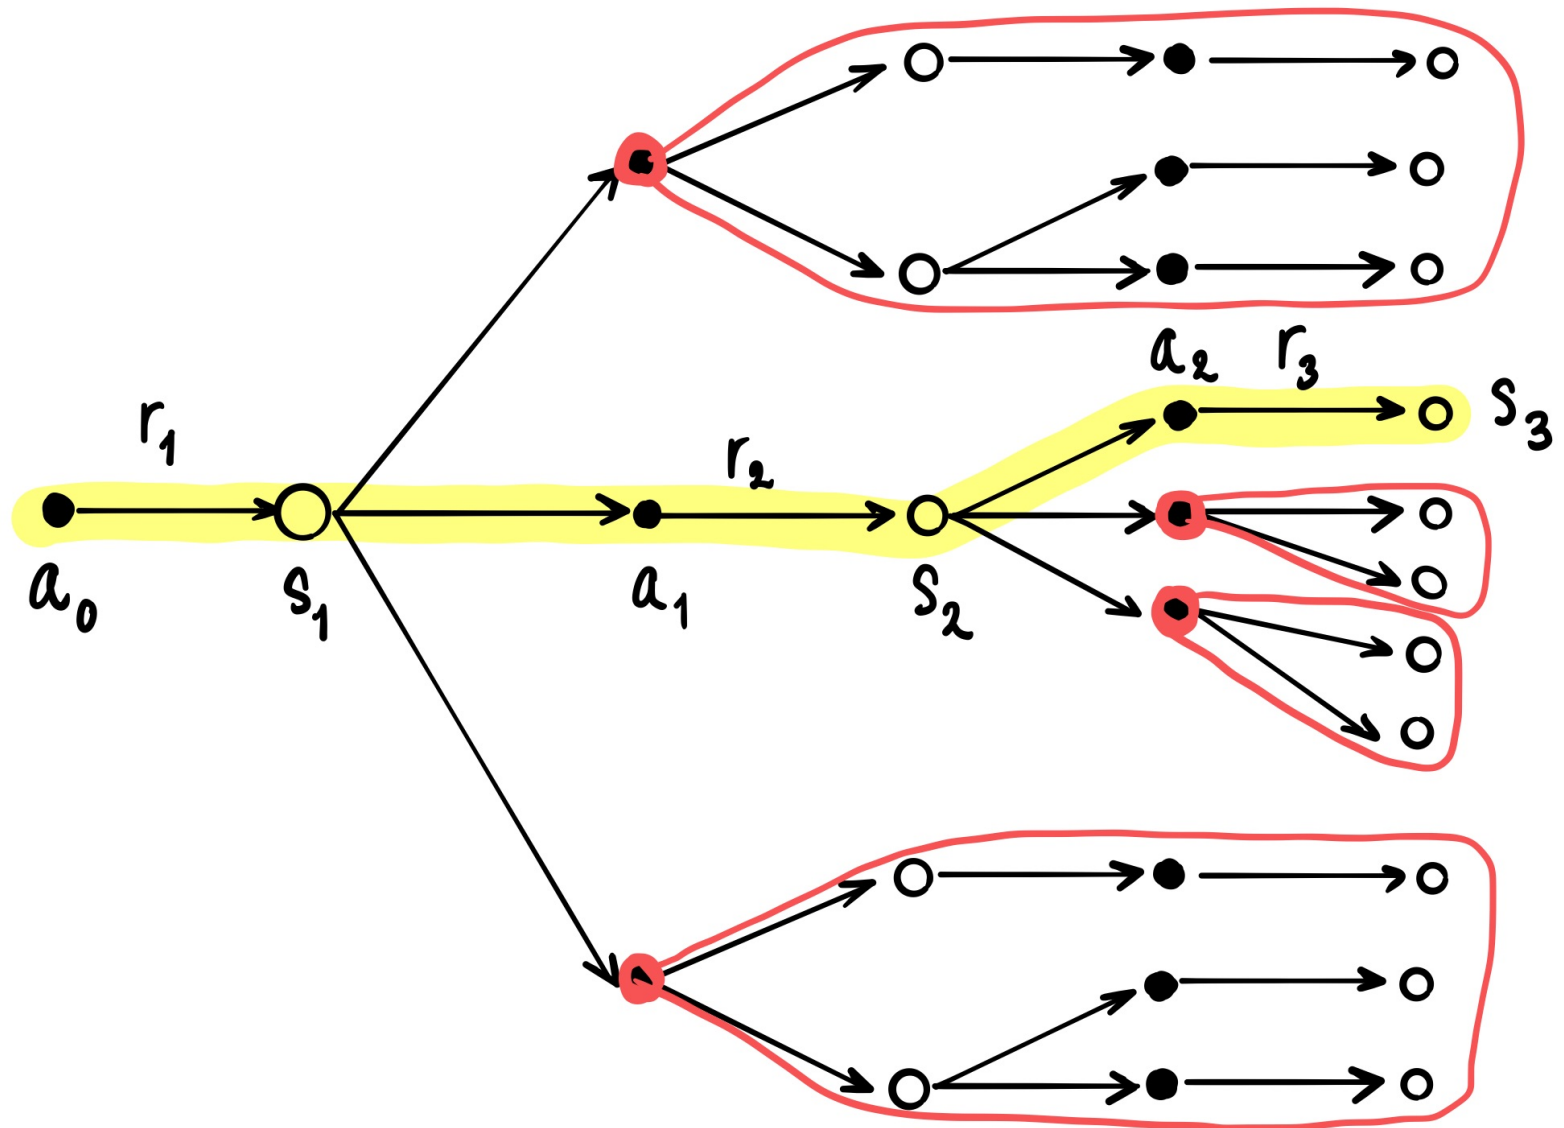 a₂ r₃
s₃
r₁
r₂
a₀ s₁ a₁ s₂